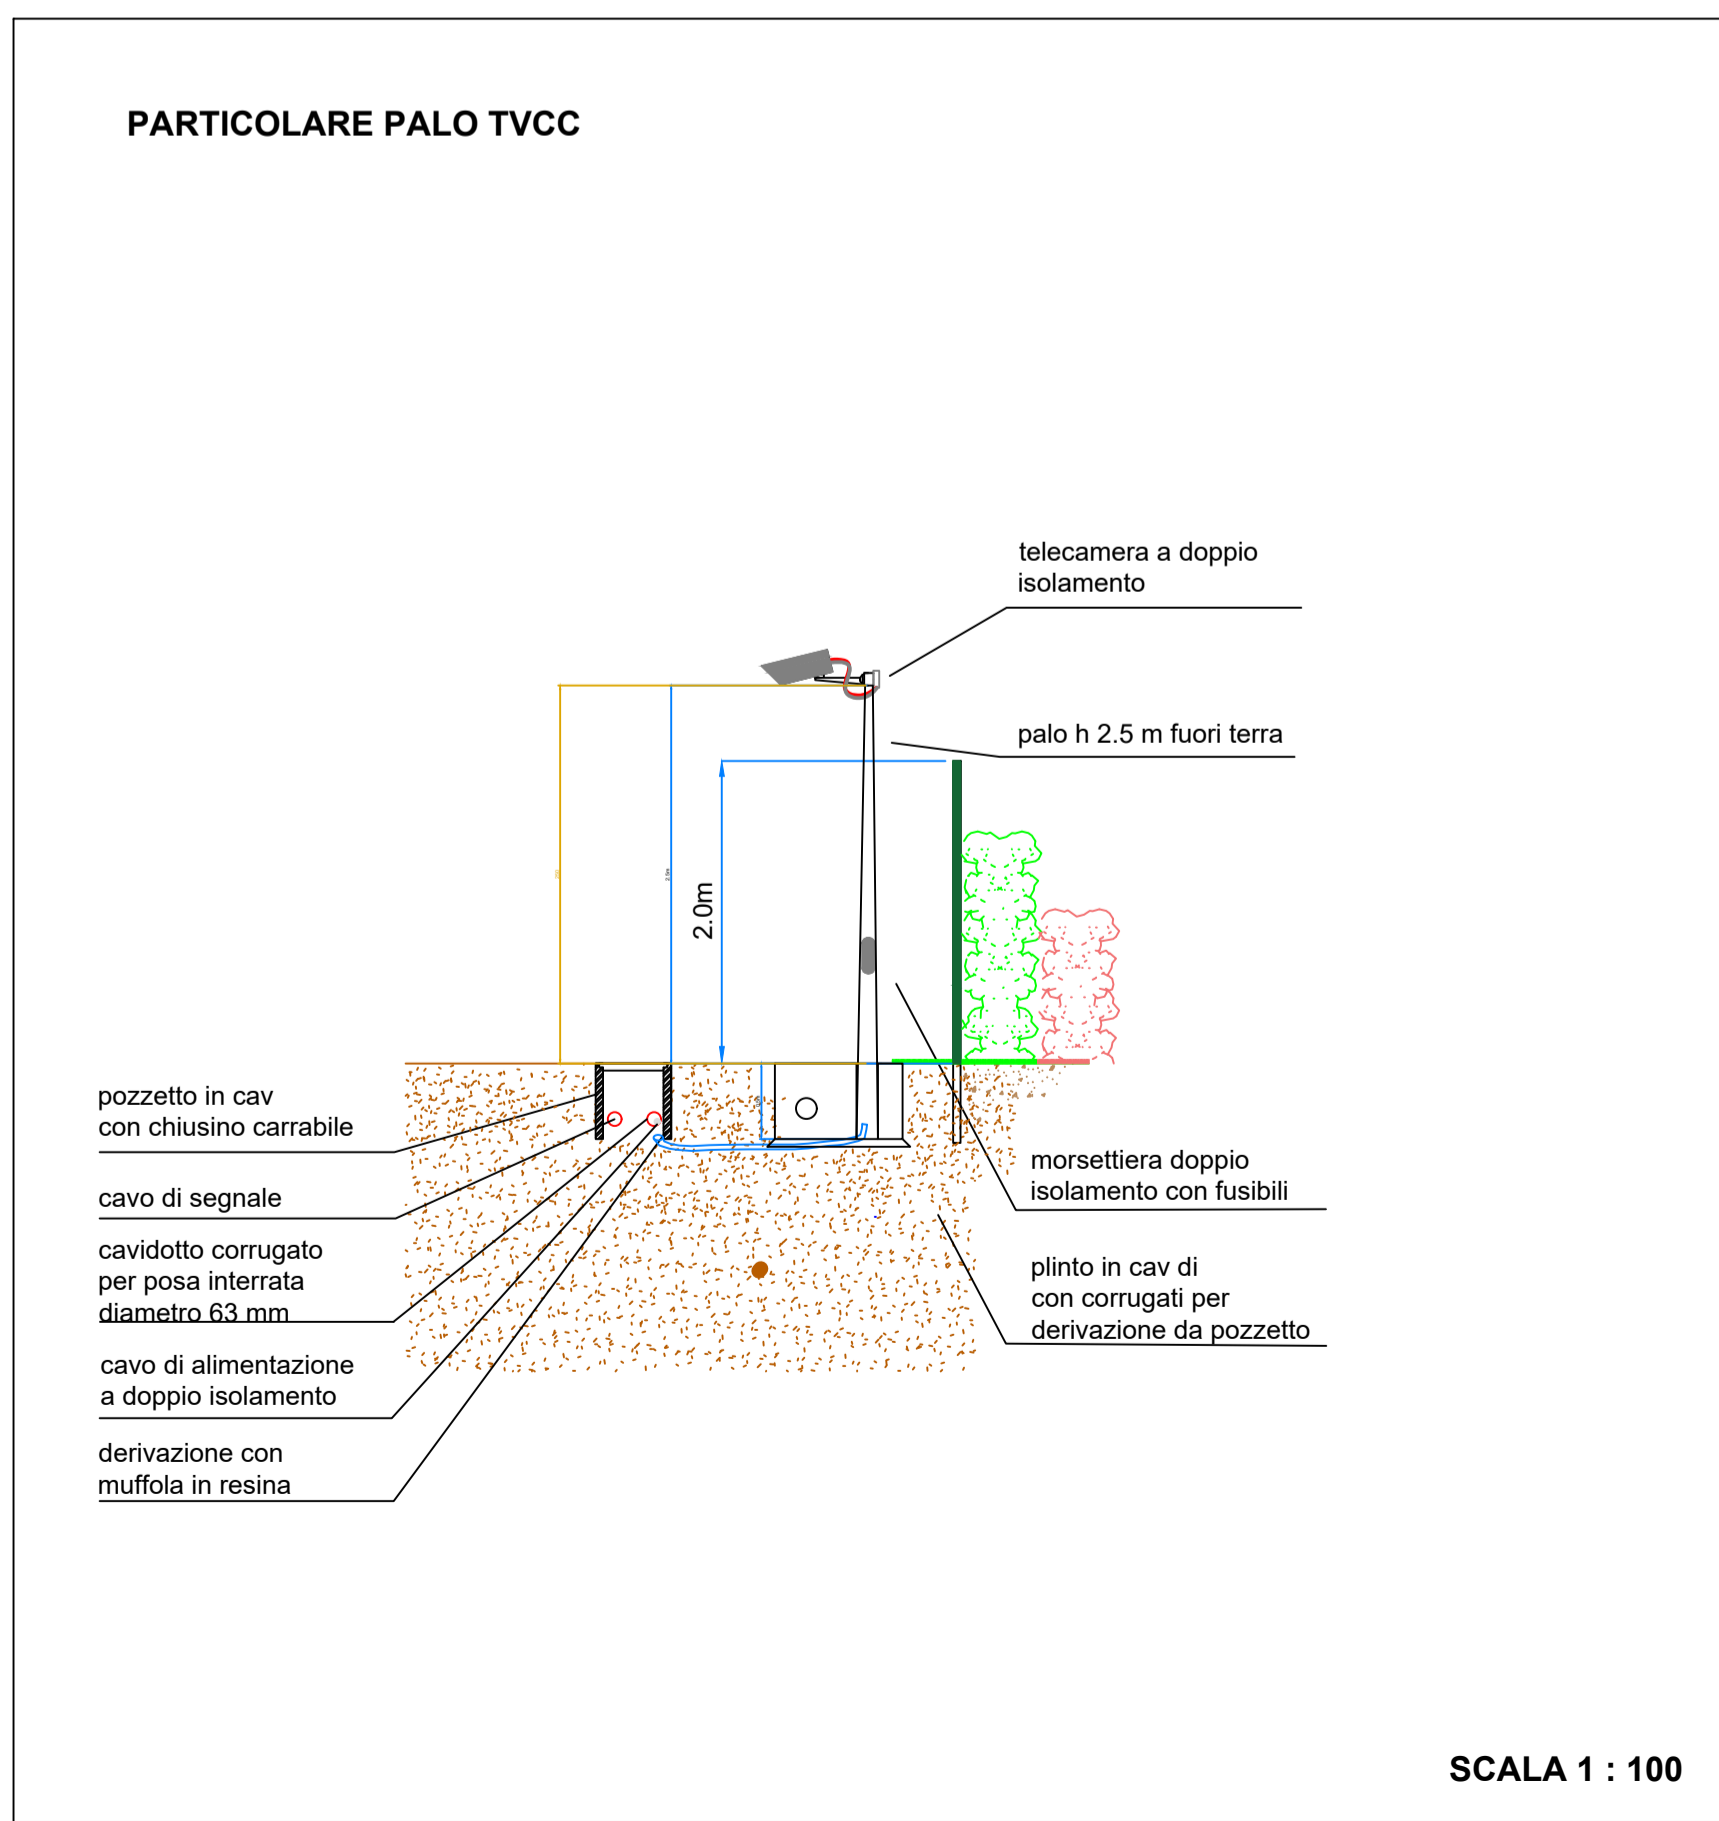 PARTICOLARE PALO TVCC
telecamera a doppio
isolamento
palo h 2.5 m fuori terra
2.5m
2.0m
pozzetto in cav
con chiusino carrabile
cavo di segnale
cavidotto corrugato
per posa interrata
diametro 63 mm
cavo di alimentazione
a doppio isolamento
derivazione con
muffola in resina
morsettiera doppio
isolamento con fusibili
plinto in cav di
con corrugati per
derivazione da pozzetto
SCALA 1 : 100